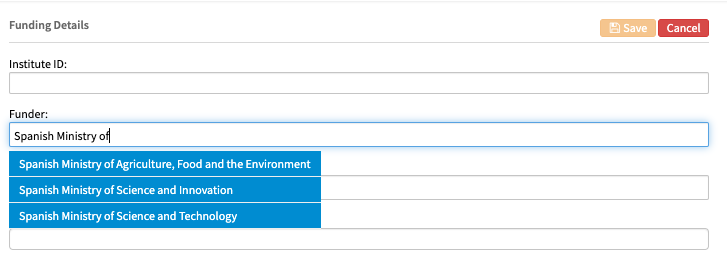 Funding Details
Save
Cancel
Institute ID:
Funder:
Spanish Ministry of
Spanish Ministry of Agriculture, Food and the Environment
Spanish Ministry of Science and Innovation
Spanish Ministry of Science and Technology